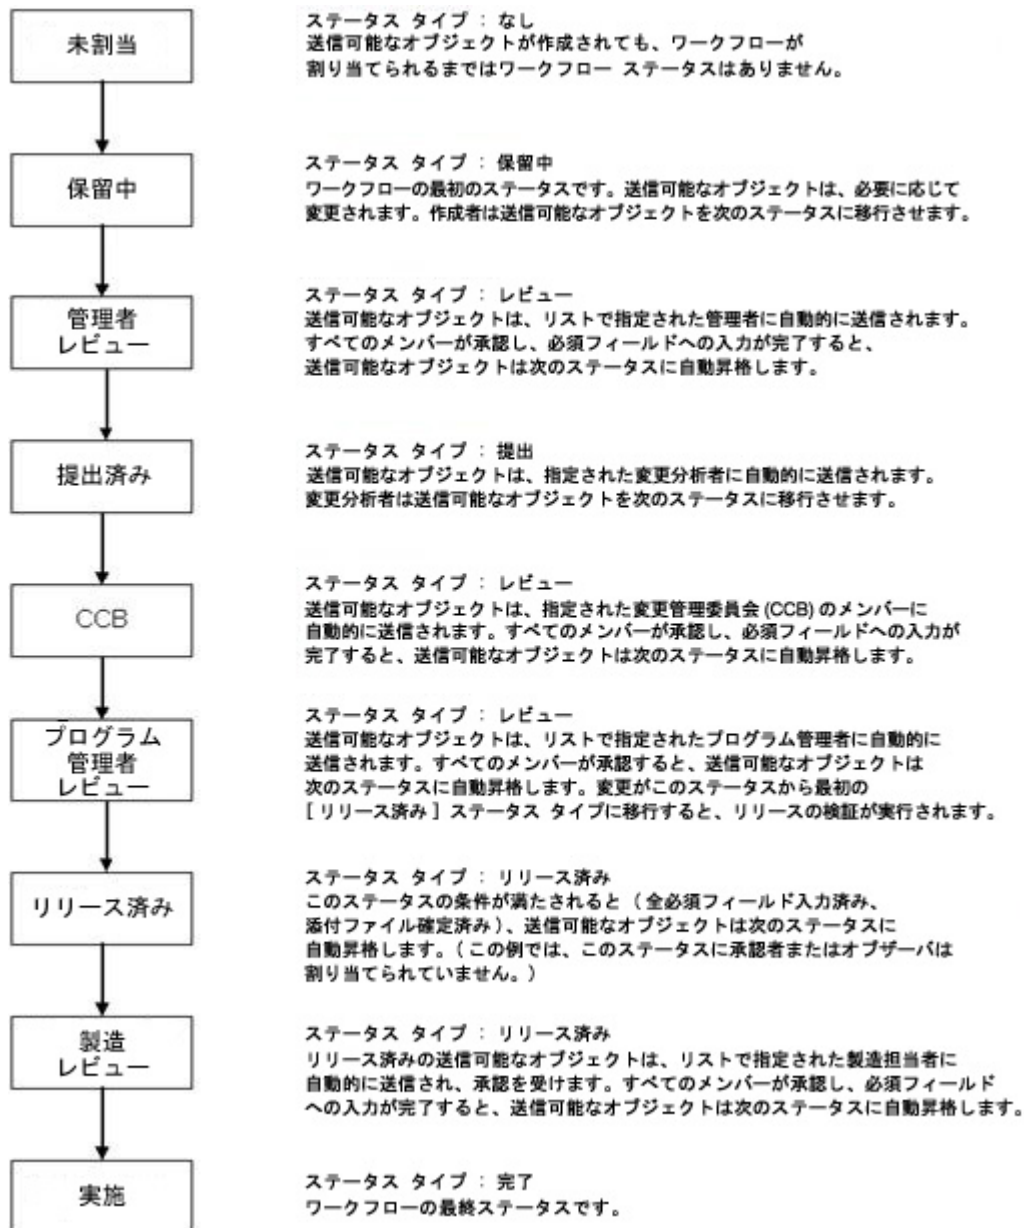 未割当
ステータス タイプ : なし
送信可能なオブジェクトが作成されても、ワークフローが
割り当てられるまではワークフロー ステータスはありません。
保留中
ステータス タイプ : 保留中
ワークフローの最初のステータスです。送信可能なオブジェクトは、必要に応じて
変更されます。作成者は送信可能なオブジェクトを次のステータスに移行させます。
管理者
レビュー
ステータス タイプ : レビュー
送信可能なオブジェクトは、リストで指定された管理者に自動的に送信されます。
すべてのメンバーが承認し、必須フィールドへの入力が完了すると、
送信可能なオブジェクトは次のステータスに自動昇格します。
提出済み
ステータス タイプ : 提出
送信可能なオブジェクトは、指定された変更分析者に自動的に送信されます。
変更分析者は送信可能なオブジェクトを次のステータスに移行させます。
CCB
ステータス タイプ : レビュー
送信可能なオブジェクトは、指定された変更管理委員会 (CCB) のメンバーに
自動的に送信されます。すべてのメンバーが承認し、必須フィールドへの入力が
完了すると、送信可能なオブジェクトは次のステータスに自動昇格します。
プログラム
管理者
レビュー
ステータス タイプ : レビュー
送信可能なオブジェクトは、リストで指定されたプログラム管理者に自動的に
送信されます。すべてのメンバーが承認すると、送信可能なオブジェクトは
次のステータスに自動昇格します。変更がこのステータスから最初の
[ リリース済み ] ステータス タイプに移行すると、リリースの検証が実行されます。
リリース済み
ステータス タイプ : リリース済み
このステータスの条件が満たされると ( 全必須フィールド入力済み、
添付ファイル確定済み ) 、送信可能なオブジェクトは次のステータスに
自動昇格します。( この例では、このステータスに承認者またはオブザーバは
割り当てられていません。)
製造
レビュー
ステータス タイプ : リリース済み
リリース済みの送信可能なオブジェクトは、リストで指定された製造担当者に
自動的に送信され、承認を受けます。すべてのメンバーが承認し、必須フィールド
への入力が完了すると、送信可能なオブジェクトは次のステータスに自動昇格します。
実施
ステータス タイプ : 完了
ワークフローの最終ステータスです。